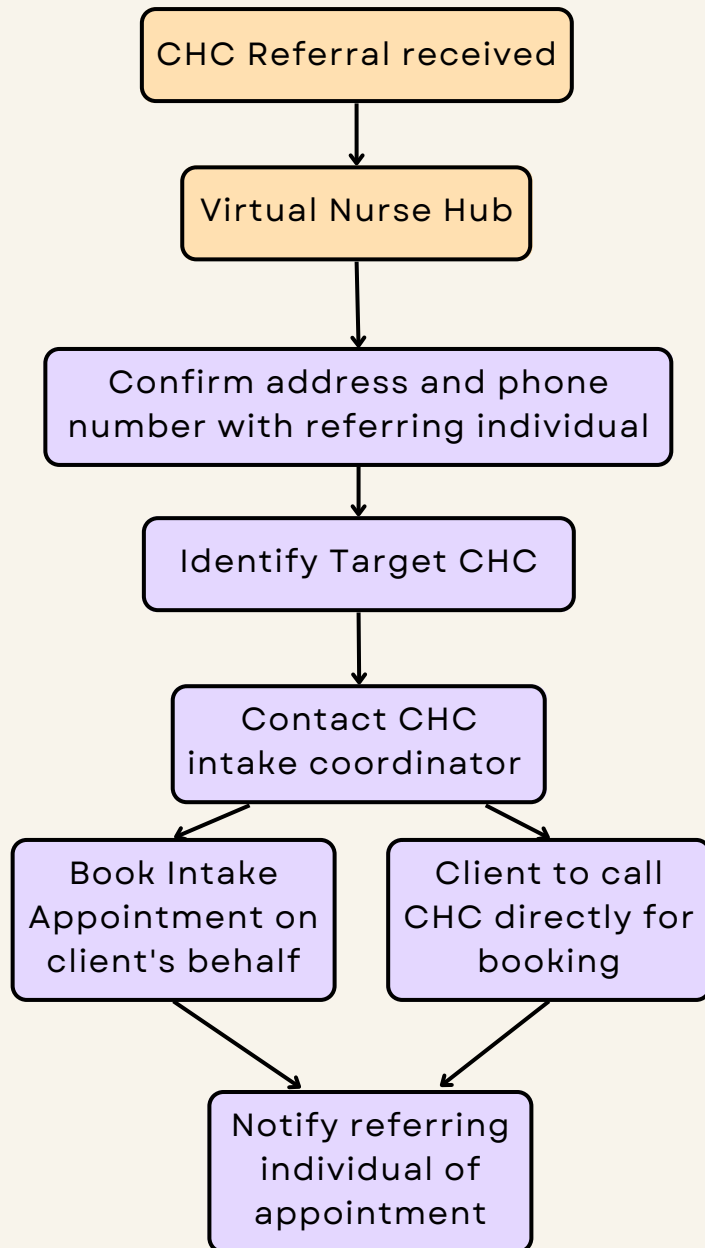 CHC Referral received
Virtual Nurse Hub
Confirm address and phone
number with referring individual
Identify Target CHC
Contact CHC
intake coordinator
Book Intake
Appointment on
client's behalf
Client to call
CHC directly for
booking
Notify referring
individual of
appointment